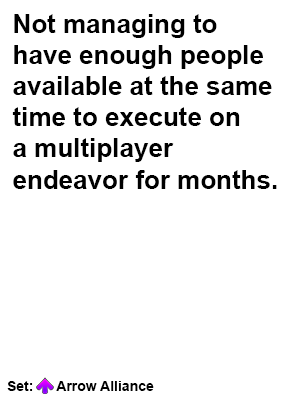 Not managing to
have enough people
available at the same
time to execute on
a multiplayer
endeavor for months.
Set: Arrow Alliance